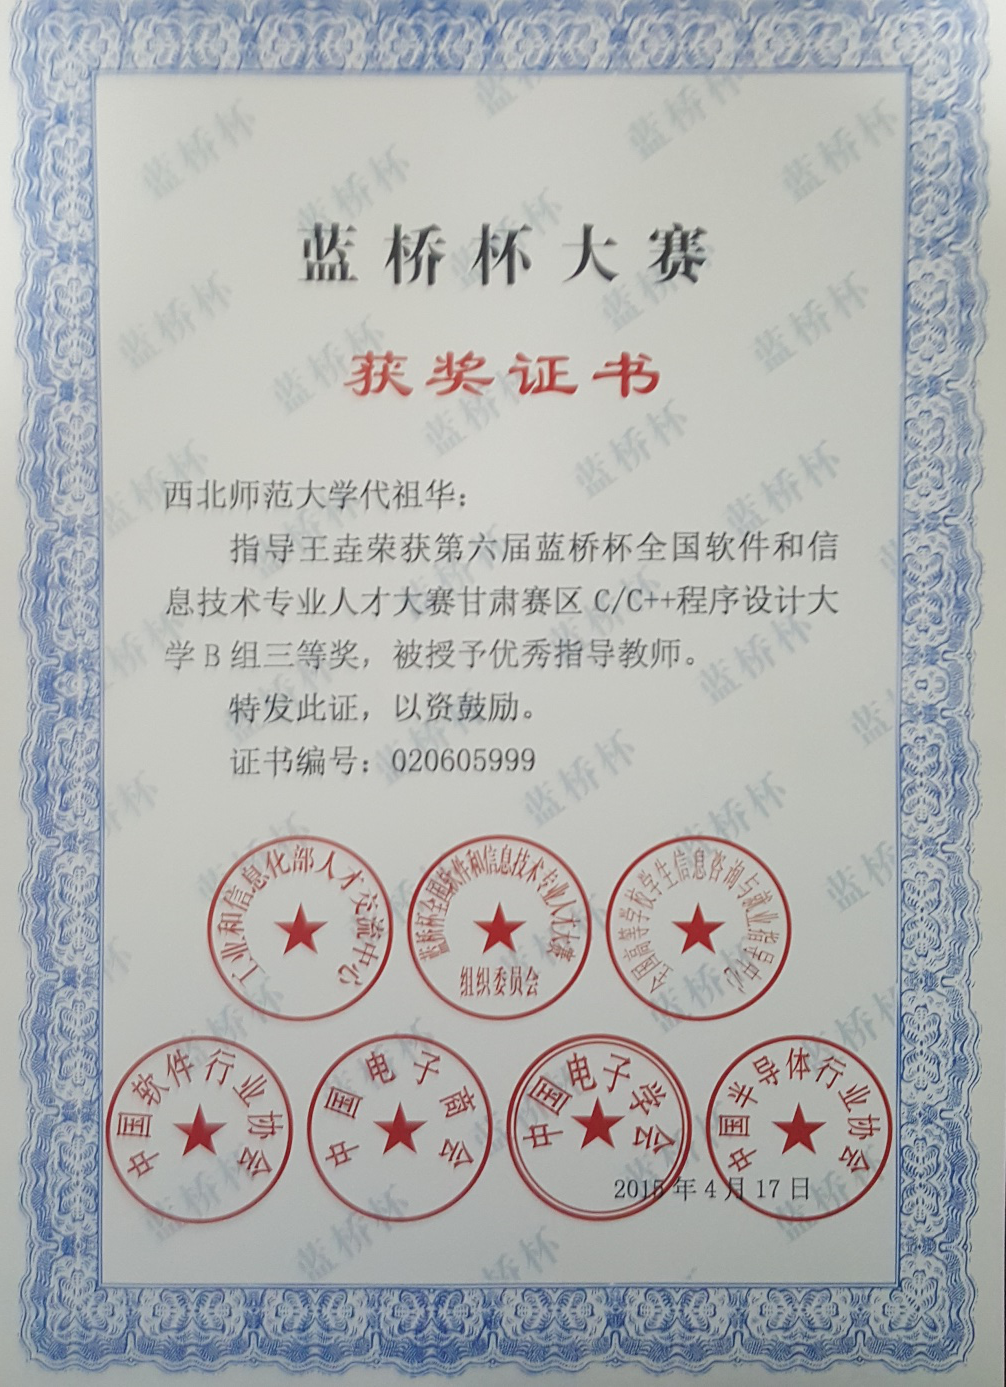 蓝桥杯大赛
获奖证书
西北师范大学代祖华：
指导王垚荣获第六届蓝桥杯全国软件和信
息技术专业人才大赛甘肃赛区 C/C++程序设计大
学 B 组三等奖，被授予优秀指导教师。
特发此证，以资鼓励。
证书编号：020605999
工业和信息化部人才交流中心
蓝桥杯全国软件和信息技术专业人才大赛
组织委员会
全国高等学校学生信息咨询与就业指导中心
中国软件行业协会
中国电子商会
中国电子学会
中国半导体行业协会
2015 年 4 月 17 日